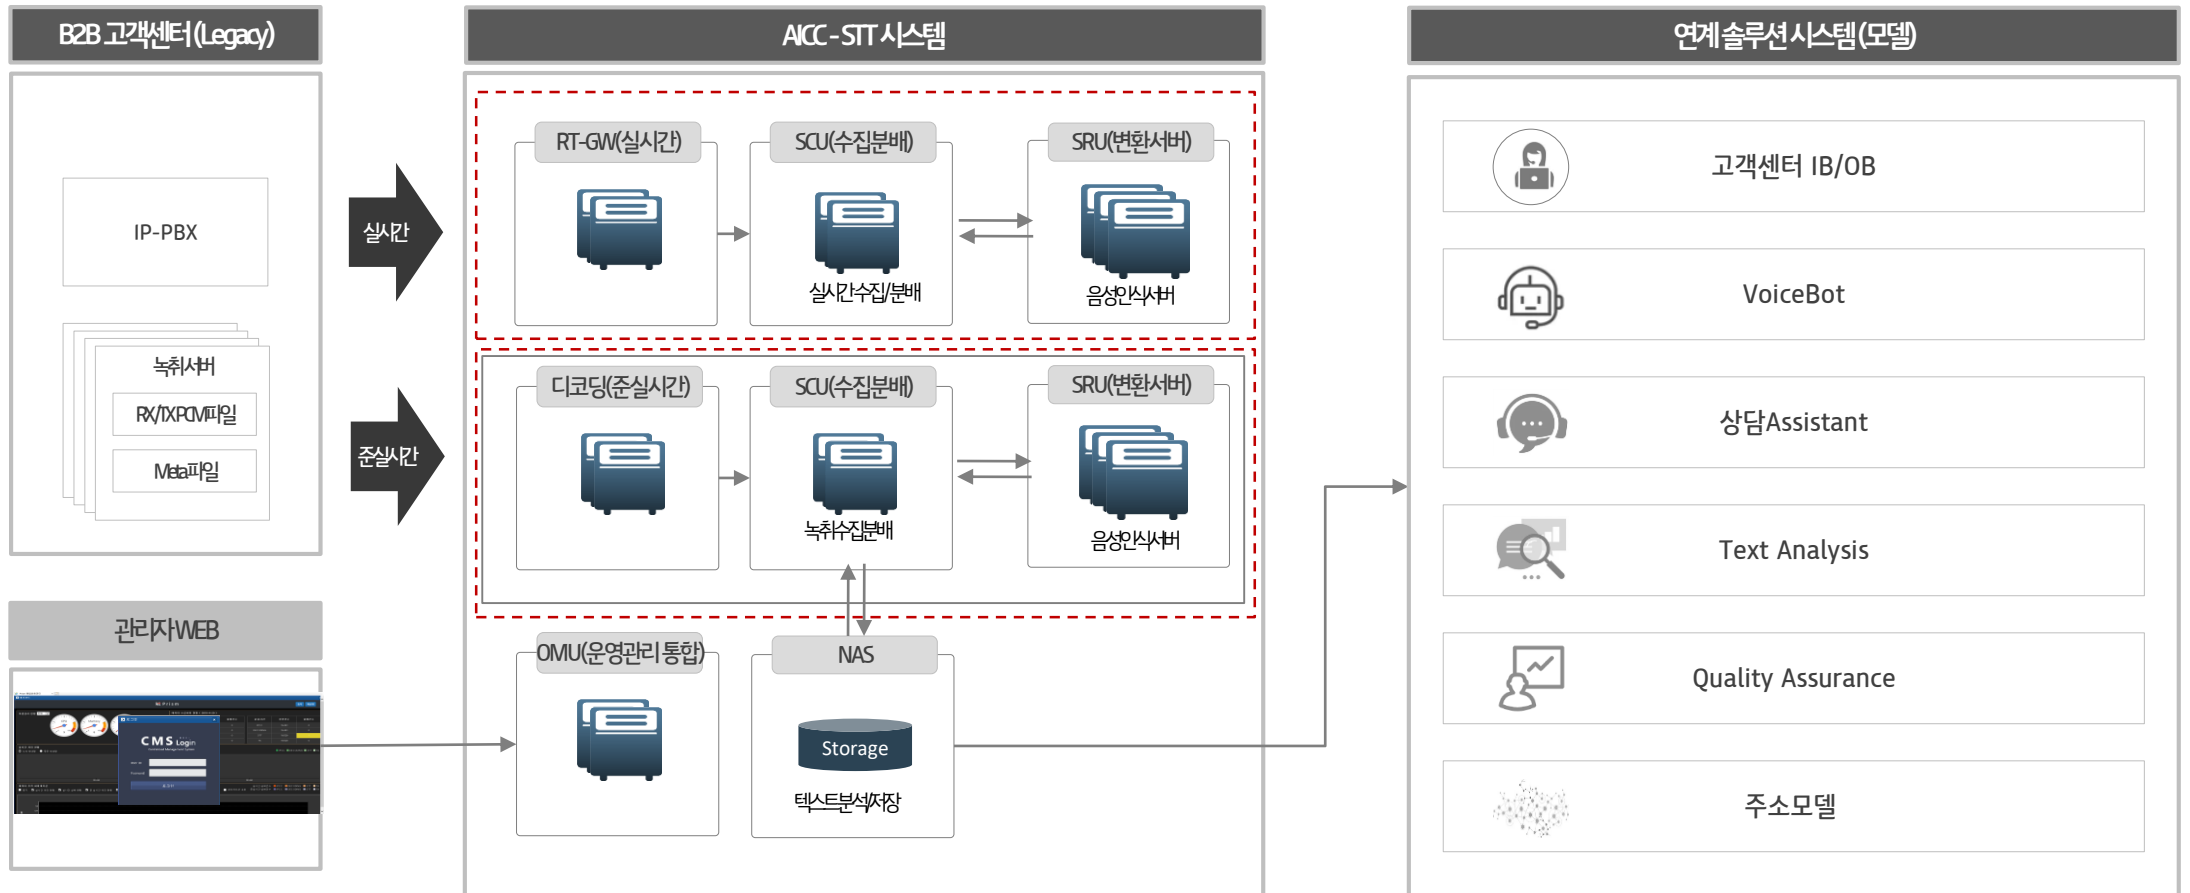 B2B 고객센터 (Legacy)
IP-PBX
녹취서버
RX/TX PCM파일
Meta파일
실시간
준실시간
관리자 WEB
CMS Login
AICC - STT 시스템
RT-GW(실시간)
SCU(수집분배)
실시간 수집/분배
SRU(변환서버)
음성인식서버
디코딩(준실시간)
SCU(수집분배)
녹취수집분배
SRU(변환서버)
음성인식서버
OMU(운영관리 통합)
NAS
Storage
텍스트분석/저장
연계 솔루션 시스템 (모델)
고객센터 IB/OB
VoiceBot
상담Assistant
Text Analysis
Quality Assurance
주소모델